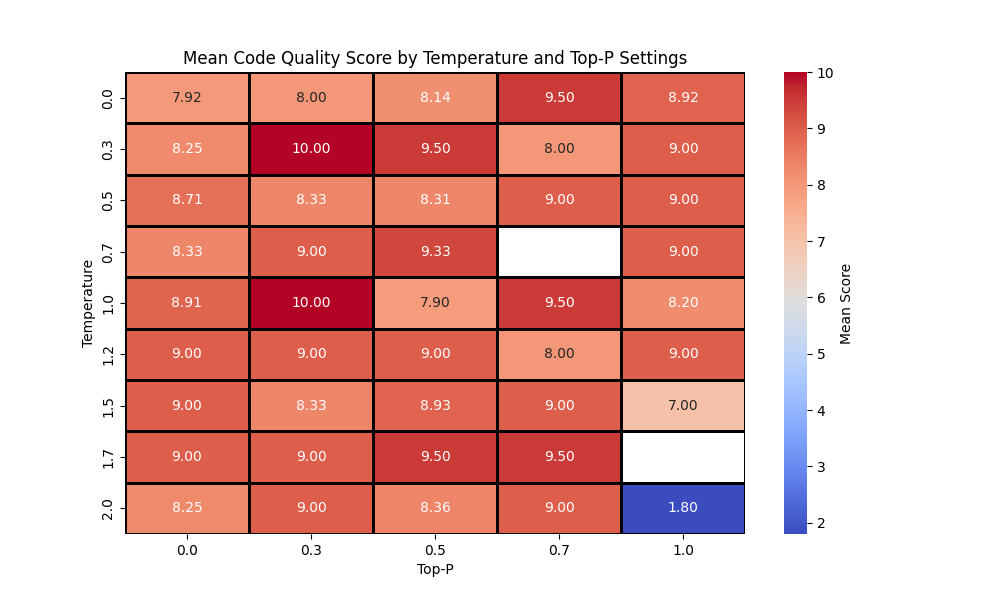 Mean Code Quality Score by Temperature and Top-P Settings
0.0 7.92 8.00 8.14 9.50 8.92
0.3 8.25 10.00 9.50 8.00 9.00
0.5 8.71 8.33 8.31 9.00 9.00
0.7 8.33 9.00 9.33 9.00
1.0 8.91 10.00 7.90 9.50 8.20
1.2 9.00 9.00 9.00 8.00 9.00
1.5 9.00 8.33 8.93 9.00 7.00
1.7 9.00 9.00 9.50 9.50
2.0 8.25 9.00 8.36 9.00 1.80
0.0 0.3 0.5 0.7 1.0
Top-P
Temperature
10
9
8
7
6
5
4
3
2
Mean Score